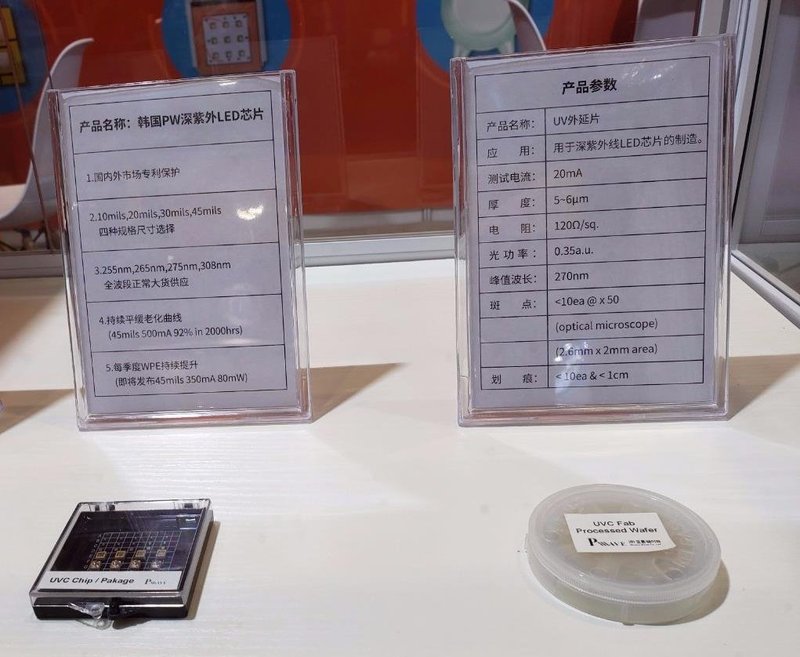 产品名称：韩国PW深紫外LED芯片
1.国内外市场专利保护
2.10mils,20mils,30mils,45mils
四种规格尺寸选择
3.255nm,265nm,275nm,308nm
全波段正常大货供应
4.持续平缓老化曲线
(45mils 500mA 92% in 2000hrs)
5.每季度WPE持续提升
(即将发布45mils 350mA 80mW)
产品参数
产品名称： UV外延片
应 用： 用于深紫外线LED芯片的制造。
测试电流： 20mA
厚 度： 5~6μm
电 阻： 120Ω/sq.
光 功 率： 0.35a.u.
峰值波长： 270nm
斑 点： <10ea @ x 50
(optical microscope)
(2.6mm x 2mm area)
划 痕： < 10ea & < 1cm
UVC Chip / Pakage PWAVE
UVC Fab
Processed Wafer
PWAVE